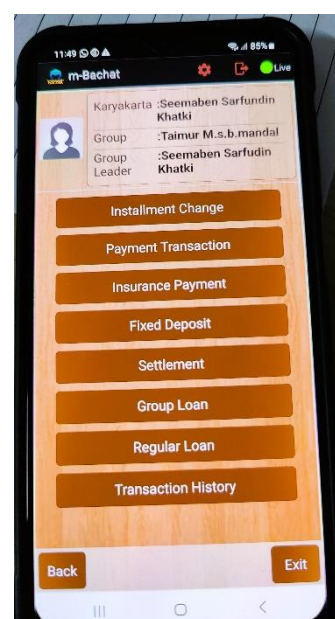 11:49 85%
m-Bachat Live
Karyakarta :Seemaben Sarfundin
Khatki
Group :Taimur M.s.b.mandal
Group :Seemaben Sarfudin
Leader Khatki
Installment Change
Payment Transaction
Insurance Payment
Fixed Deposit
Settlement
Group Loan
Regular Loan
Transaction History
Back Exit